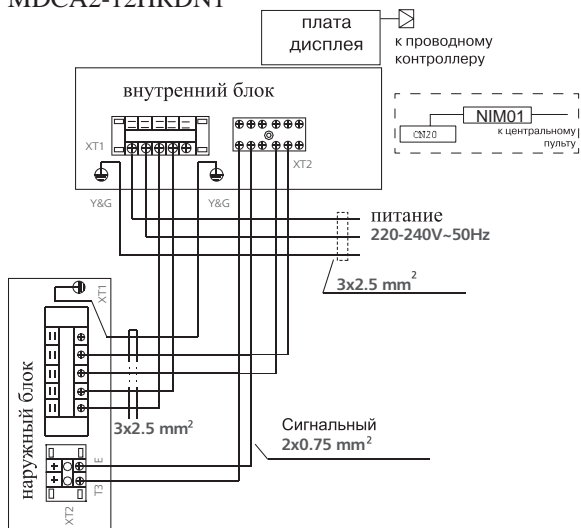 MDCA2-12HRDN1
плата
дисплея
к проводному
контроллеру
внутренний блок
XT1
XT2
CN20
NIM01
к центральному
пульту
Y&G
Y&G
питание
220-240V~50Hz
3x2.5 mm²
XT1
наружный блок
3x2.5 mm²
Сигнальный
2x0.75 mm²
E
T3
XT2